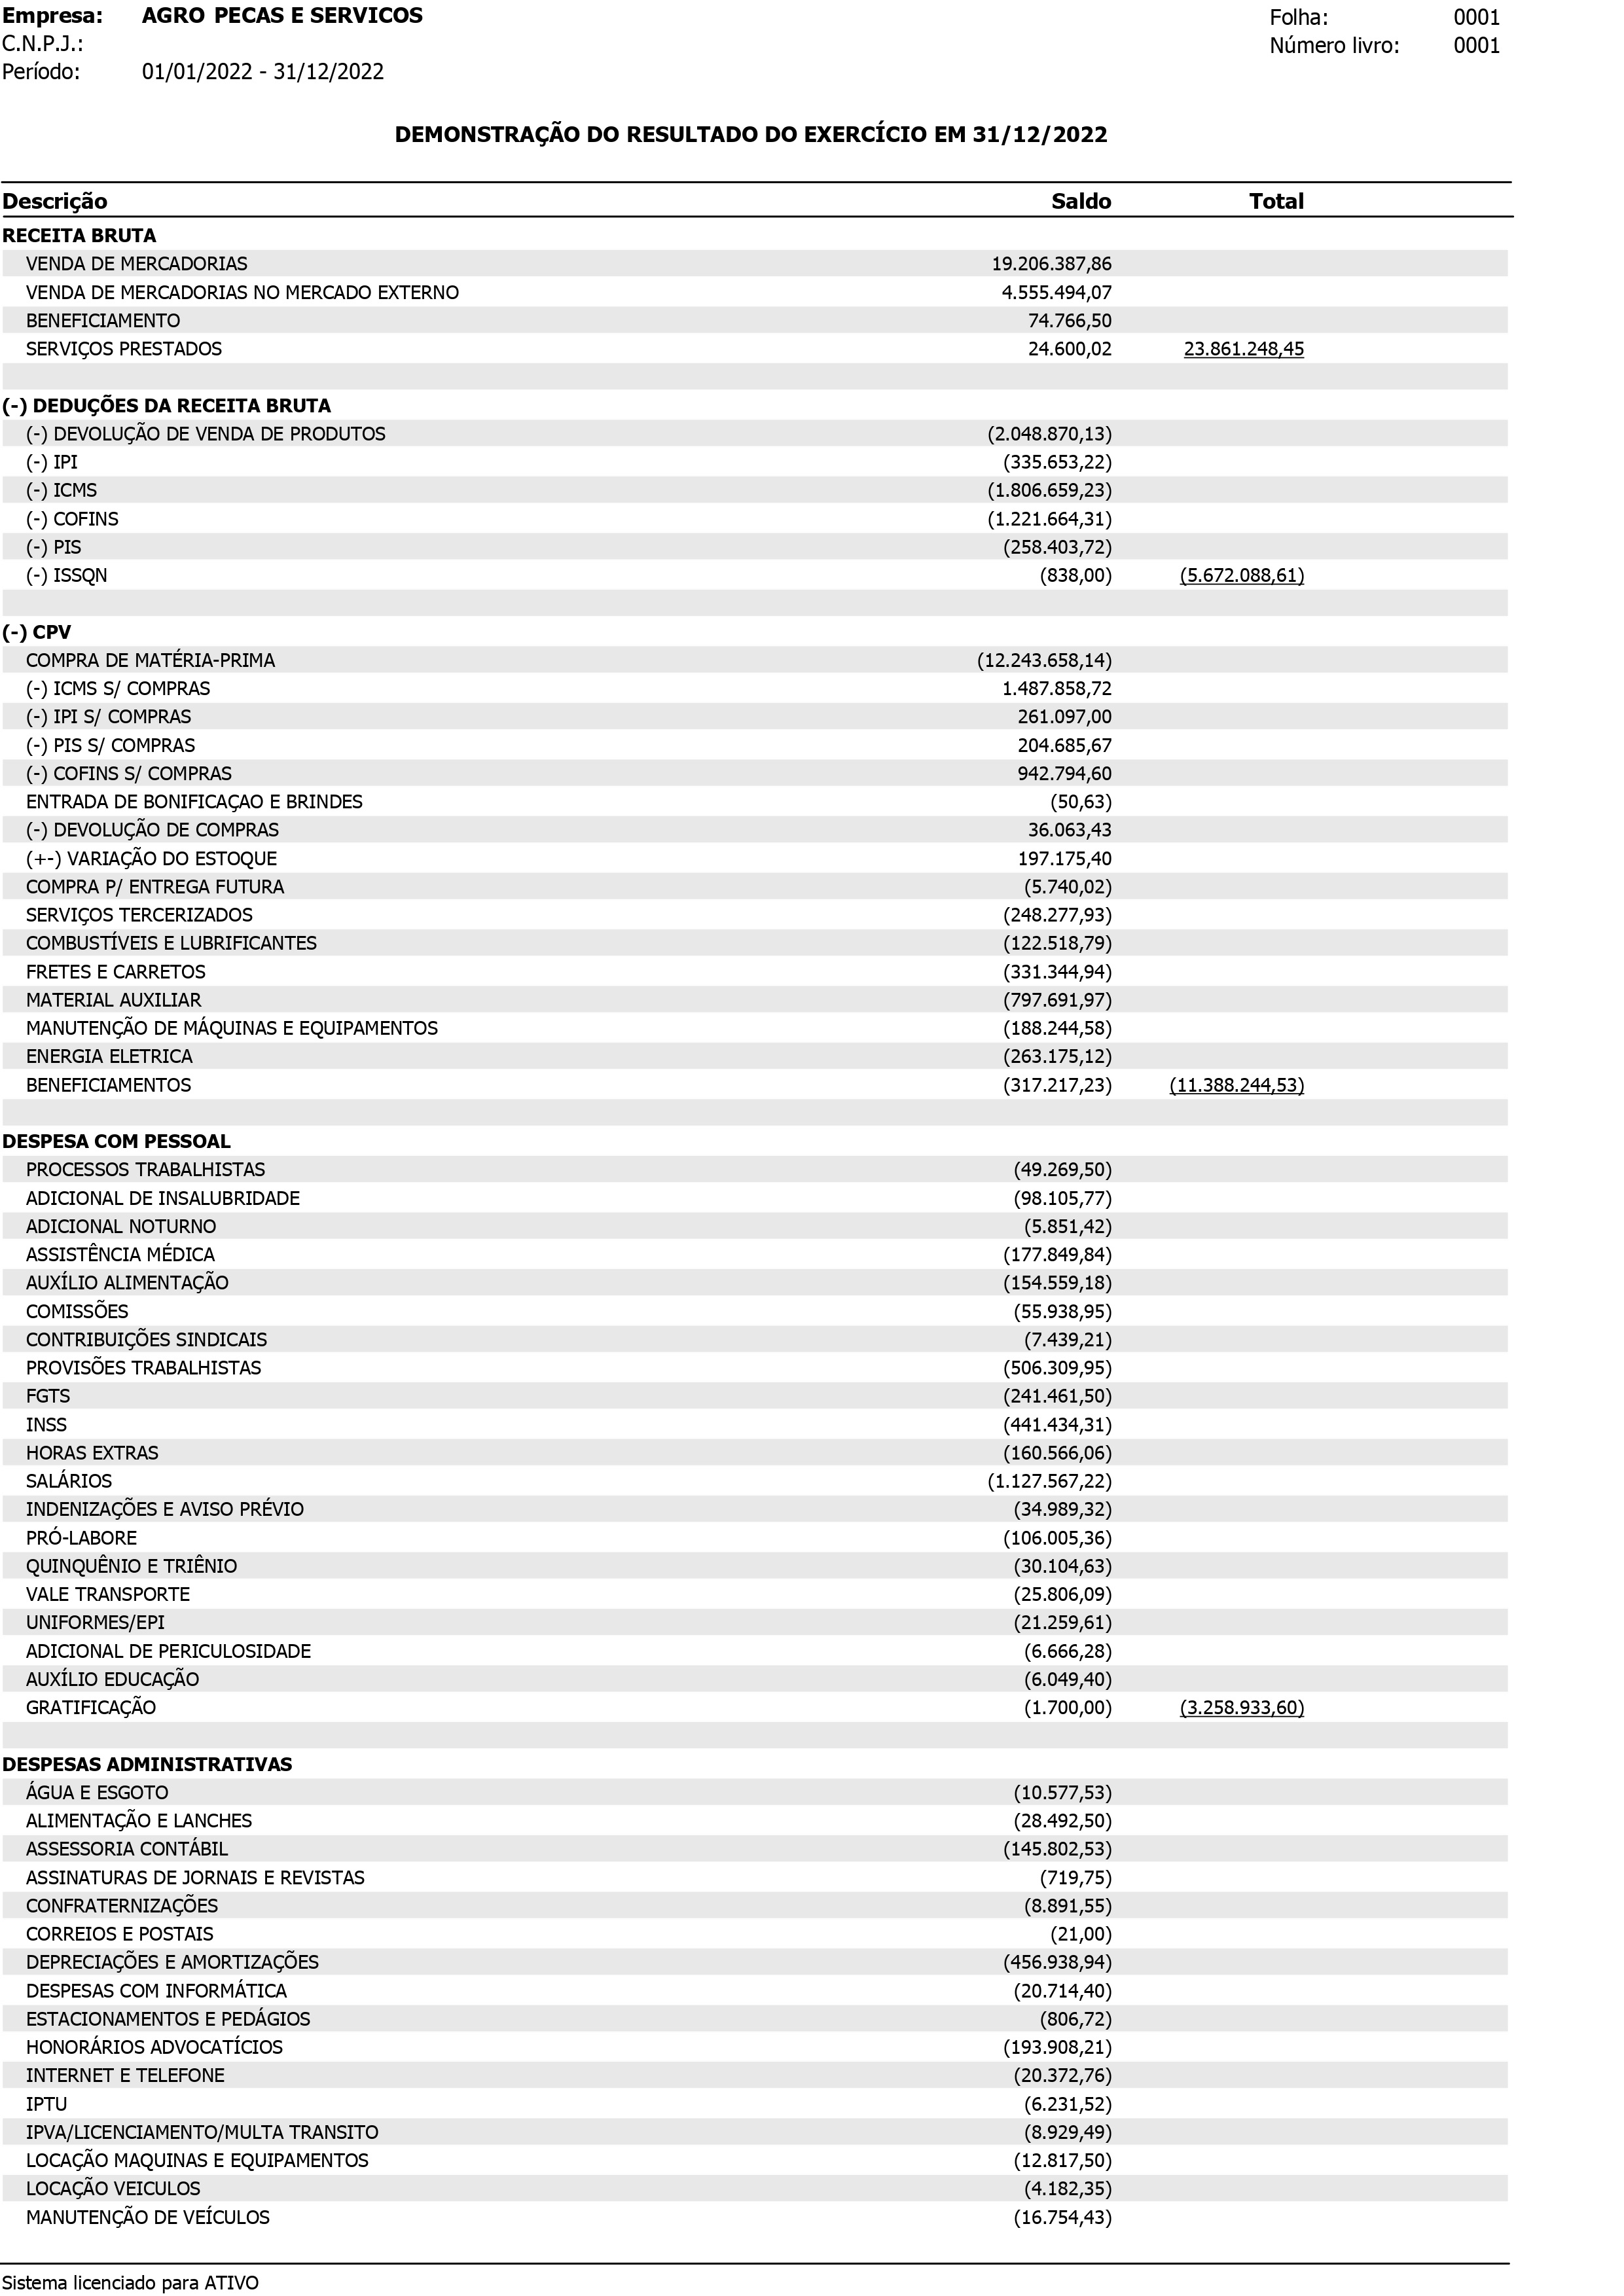 Empresa: AGRO PECAS E SERVICOS Folha: 0001
C.N.P.J.: Número livro: 0001
Período: 01/01/2022 - 31/12/2022
DEMONSTRAÇÃO DO RESULTADO DO EXERCÍCIO EM 31/12/2022
Descrição Saldo Total
RECEITA BRUTA
VENDA DE MERCADORIAS 19.206.387,86
VENDA DE MERCADORIAS NO MERCADO EXTERNO 4.555.494,07
BENEFICIAMENTO 74.766,50
SERVIÇOS PRESTADOS 24.600,02 23.861.248,45
(-) DEDUÇÕES DA RECEITA BRUTA
(-) DEVOLUÇÃO DE VENDA DE PRODUTOS (2.048.870,13)
(-) IPI (335.653,22)
(-) ICMS (1.806.659,23)
(-) COFINS (1.221.664,31)
(-) PIS (258.403,72)
(-) ISSQN (838,00) (5.672.088,61)
(-) CPV
COMPRA DE MATÉRIA-PRIMA (12.243.658,14)
(-) ICMS S/ COMPRAS 1.487.858,72
(-) IPI S/ COMPRAS 261.097,00
(-) PIS S/ COMPRAS 204.685,67
(-) COFINS S/ COMPRAS 942.794,60
ENTRADA DE BONIFICAÇAO E BRINDES (50,63)
(-) DEVOLUÇÃO DE COMPRAS 36.063,43
(+-) VARIAÇÃO DO ESTOQUE 197.175,40
COMPRA P/ ENTREGA FUTURA (5.740,02)
SERVIÇOS TERCERIZADOS (248.277,93)
COMBUSTÍVEIS E LUBRIFICANTES (122.518,79)
FRETES E CARRETOS (331.344,94)
MATERIAL AUXILIAR (797.691,97)
MANUTENÇÃO DE MÁQUINAS E EQUIPAMENTOS (188.244,58)
ENERGIA ELETRICA (263.175,12)
BENEFICIAMENTOS (317.217,23) (11.388.244,53)
DESPESA COM PESSOAL
PROCESSOS TRABALHISTAS (49.269,50)
ADICIONAL DE INSALUBRIDADE (98.105,77)
ADICIONAL NOTURNO (5.851,42)
ASSISTÊNCIA MÉDICA (177.849,84)
AUXÍLIO ALIMENTAÇÃO (154.559,18)
COMISSÕES (55.938,95)
CONTRIBUIÇÕES SINDICAIS (7.439,21)
PROVISÕES TRABALHISTAS (506.309,95)
FGTS (241.461,50)
INSS (441.434,31)
HORAS EXTRAS (160.566,06)
SALÁRIOS (1.127.567,22)
INDENIZAÇÕES E AVISO PRÉVIO (34.989,32)
PRÓ-LABORE (106.005,36)
QUINQUÊNIO E TRIÊNIO (30.104,63)
VALE TRANSPORTE (25.806,09)
UNIFORMES/EPI (21.259,61)
ADICIONAL DE PERICULOSIDADE (6.666,28)
AUXÍLIO EDUCAÇÃO (6.049,40)
GRATIFICAÇÃO (1.700,00) (3.258.933,60)
DESPESAS ADMINISTRATIVAS
ÁGUA E ESGOTO (10.577,53)
ALIMENTAÇÃO E LANCHES (28.492,50)
ASSESSORIA CONTÁBIL (145.802,53)
ASSINATURAS DE JORNAIS E REVISTAS (719,75)
CONFRATERNIZAÇÕES (8.891,55)
CORREIOS E POSTAIS (21,00)
DEPRECIAÇÕES E AMORTIZAÇÕES (456.938,94)
DESPESAS COM INFORMÁTICA (20.714,40)
ESTACIONAMENTOS E PEDÁGIOS (806,72)
HONORÁRIOS ADVOCATÍCIOS (193.908,21)
INTERNET E TELEFONE (20.372,76)
IPTU (6.231,52)
IPVA/LICENCIAMENTO/MULTA TRANSITO (8.929,49)
LOCAÇÃO MAQUINAS E EQUIPAMENTOS (12.817,50)
LOCAÇÃO VEICULOS (4.182,35)
MANUTENÇÃO DE VEÍCULOS (16.754,43)
Sistema licenciado para ATIVO